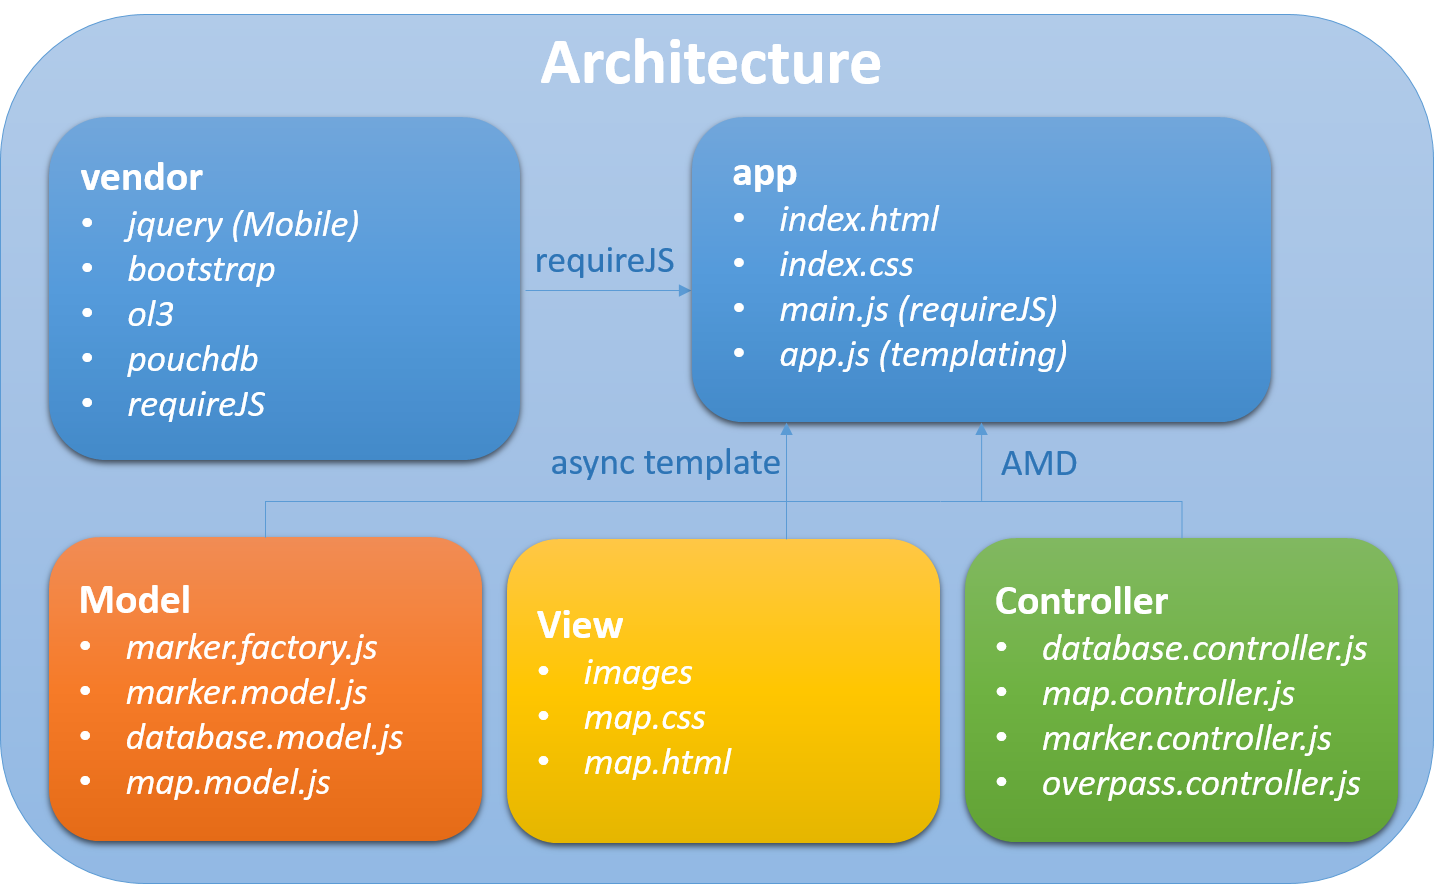 Architecture
vendor
• jquery (Mobile)
• bootstrap
• ol3
• pouchdb
• requireJS
requireJS
app
• index.html
• index.css
• main.js (requireJS)
• app.js (templating)
async template
AMD
Model
• marker.factory.js
• marker.model.js
• database.model.js
• map.model.js
View
• images
• map.css
• map.html
Controller
• database.controller.js
• map.controller.js
• marker.controller.js
• overpass.controller.js